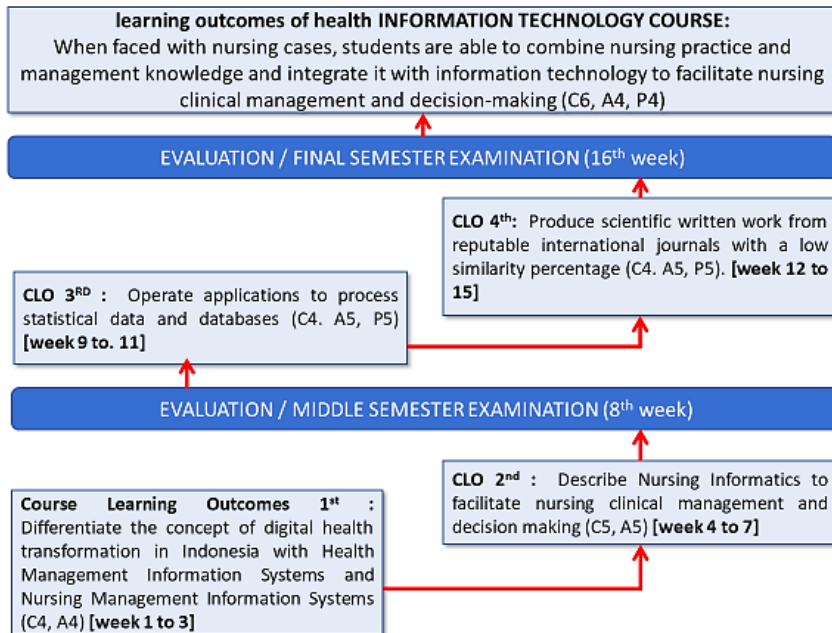 learning outcomes of health INFORMATION TECHNOLOGY COURSE:
When faced with nursing cases, students are able to combine nursing practice and
management knowledge and integrate it with information technology to facilitate nursing
clinical management and decision-making (C6, A4, P4)
EVALUATION / FINAL SEMESTER EXAMINATION (16th week)
CLO 4th: Produce scientific written work from
reputable international journals with a low
similarity percentage (C4. A5, P5). [week 12 to
15]
CLO 3RD : Operate applications to process
statistical data and databases (C4. A5, P5)
[week 9 to. 11]
EVALUATION / MIDDLE SEMESTER EXAMINATION (8th week)
CLO 2nd : Describe Nursing Informatics to
facilitate nursing clinical management and
decision making (C5, A5) [week 4 to 7]
Course Learning Outcomes 1st :
Differentiate the concept of digital health
transformation in Indonesia with Health
Management Information Systems and
Nursing Management Information Systems
(C4, A4) [week 1 to 3]